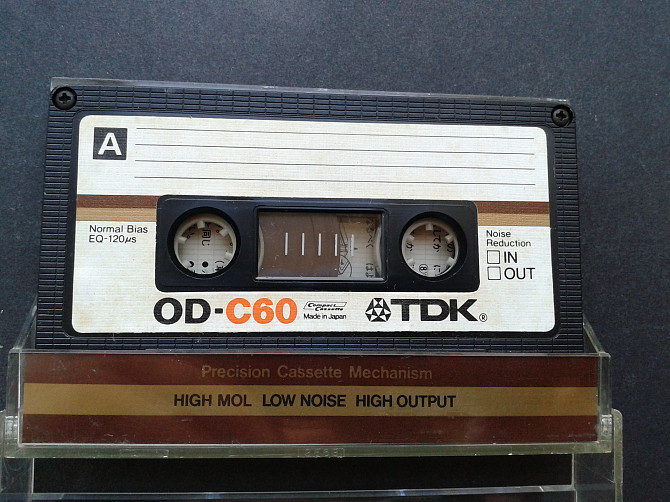 A
Normal Bias
EQ-120µs
Noise
Reduction
IN
OUT
OD-C60
Compact
Cassette
Made in Japan
TDK®
Precision Cassette Mechanism
HIGH MOL LOW NOISE HIGH OUTPUT